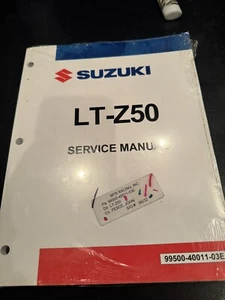 SUZUKI
LT-Z50
SERVICE MANUAL
99500-40011-03E